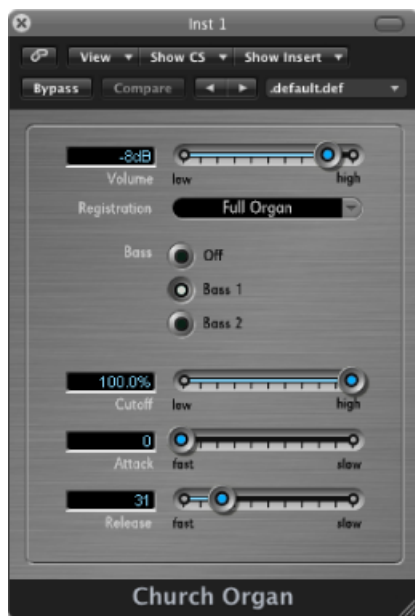 Inst 1
View Show CS Show Insert
Bypass Compare .default.def
-8dB
Volume low high
Registration Full Organ
Bass Off
Bass 1
Bass 2
100.0%
Cutoff low high
0
Attack fast slow
31
Release fast slow
Church Organ